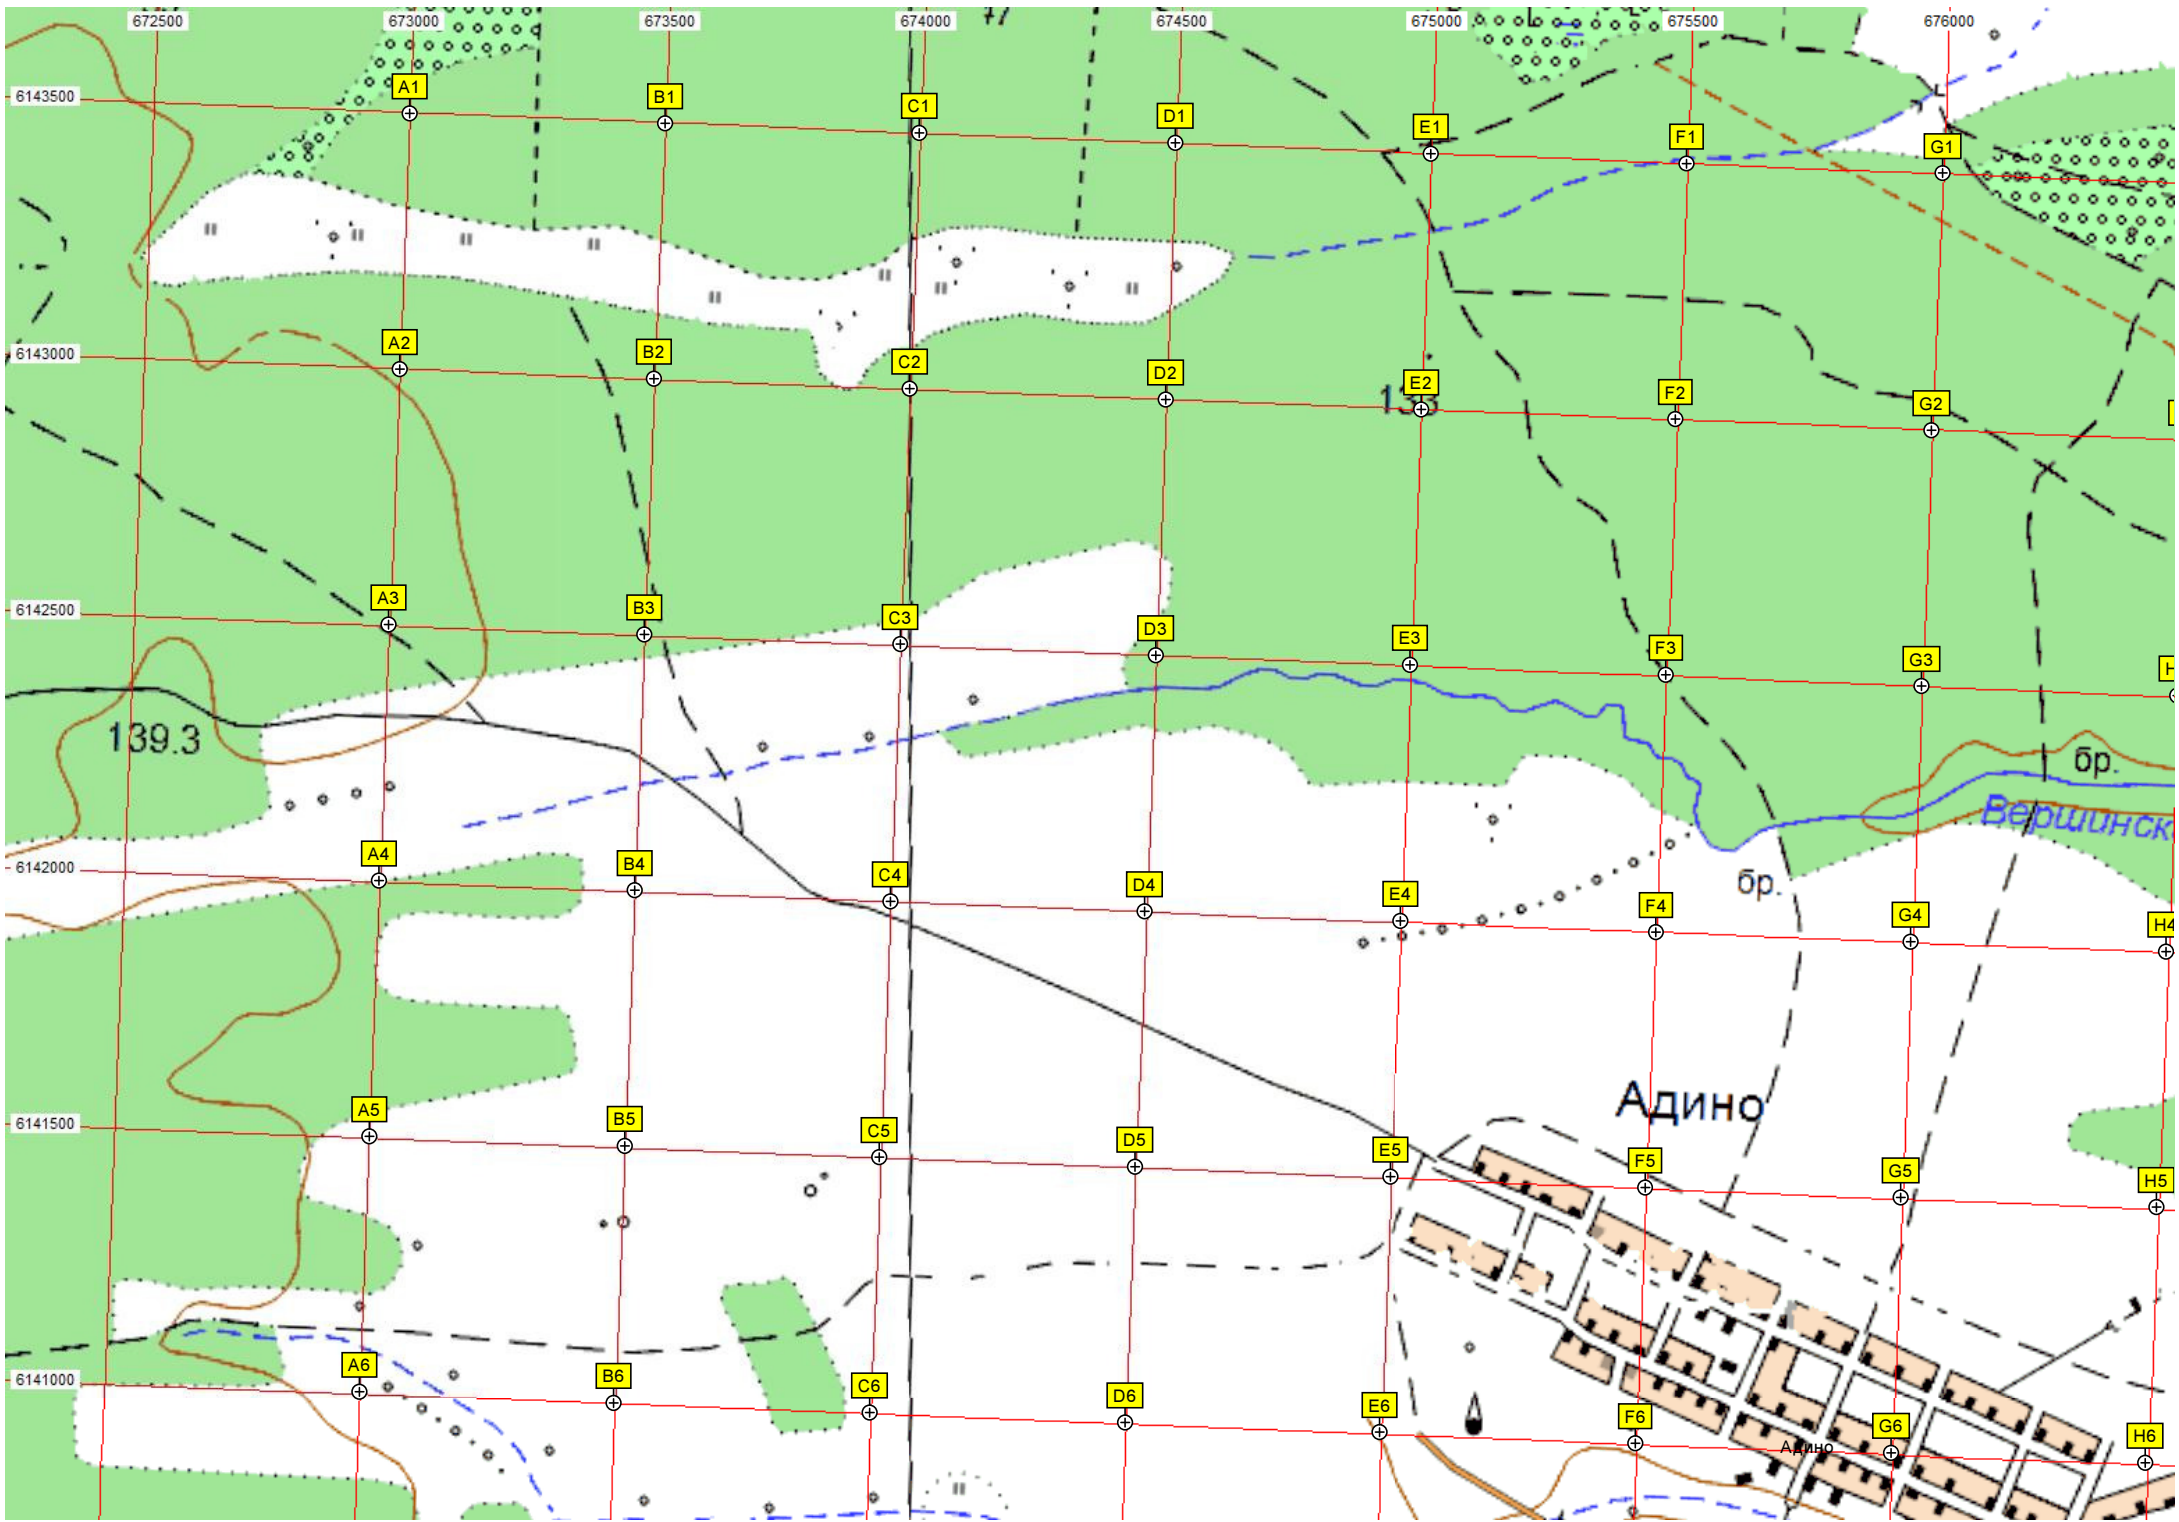 672500 673000 673500 674000 674500 675000 675500 676000
6143500
A1 B1 C1 D1 E1 F1 G1
6143000
A2 B2 C2 D2 E2 F2 G2
6142500
A3 B3 C3 D3 E3 F3 G3 H
139.3
бр.
Вершинск
6142000
A4 B4 C4 D4 E4 F4 G4 H4
бр.
Адино
6141500
A5 B5 C5 D5 E5 F5 G5 H5
6141000
A6 B6 C6 D6 E6 F6 G6 H6
Адино